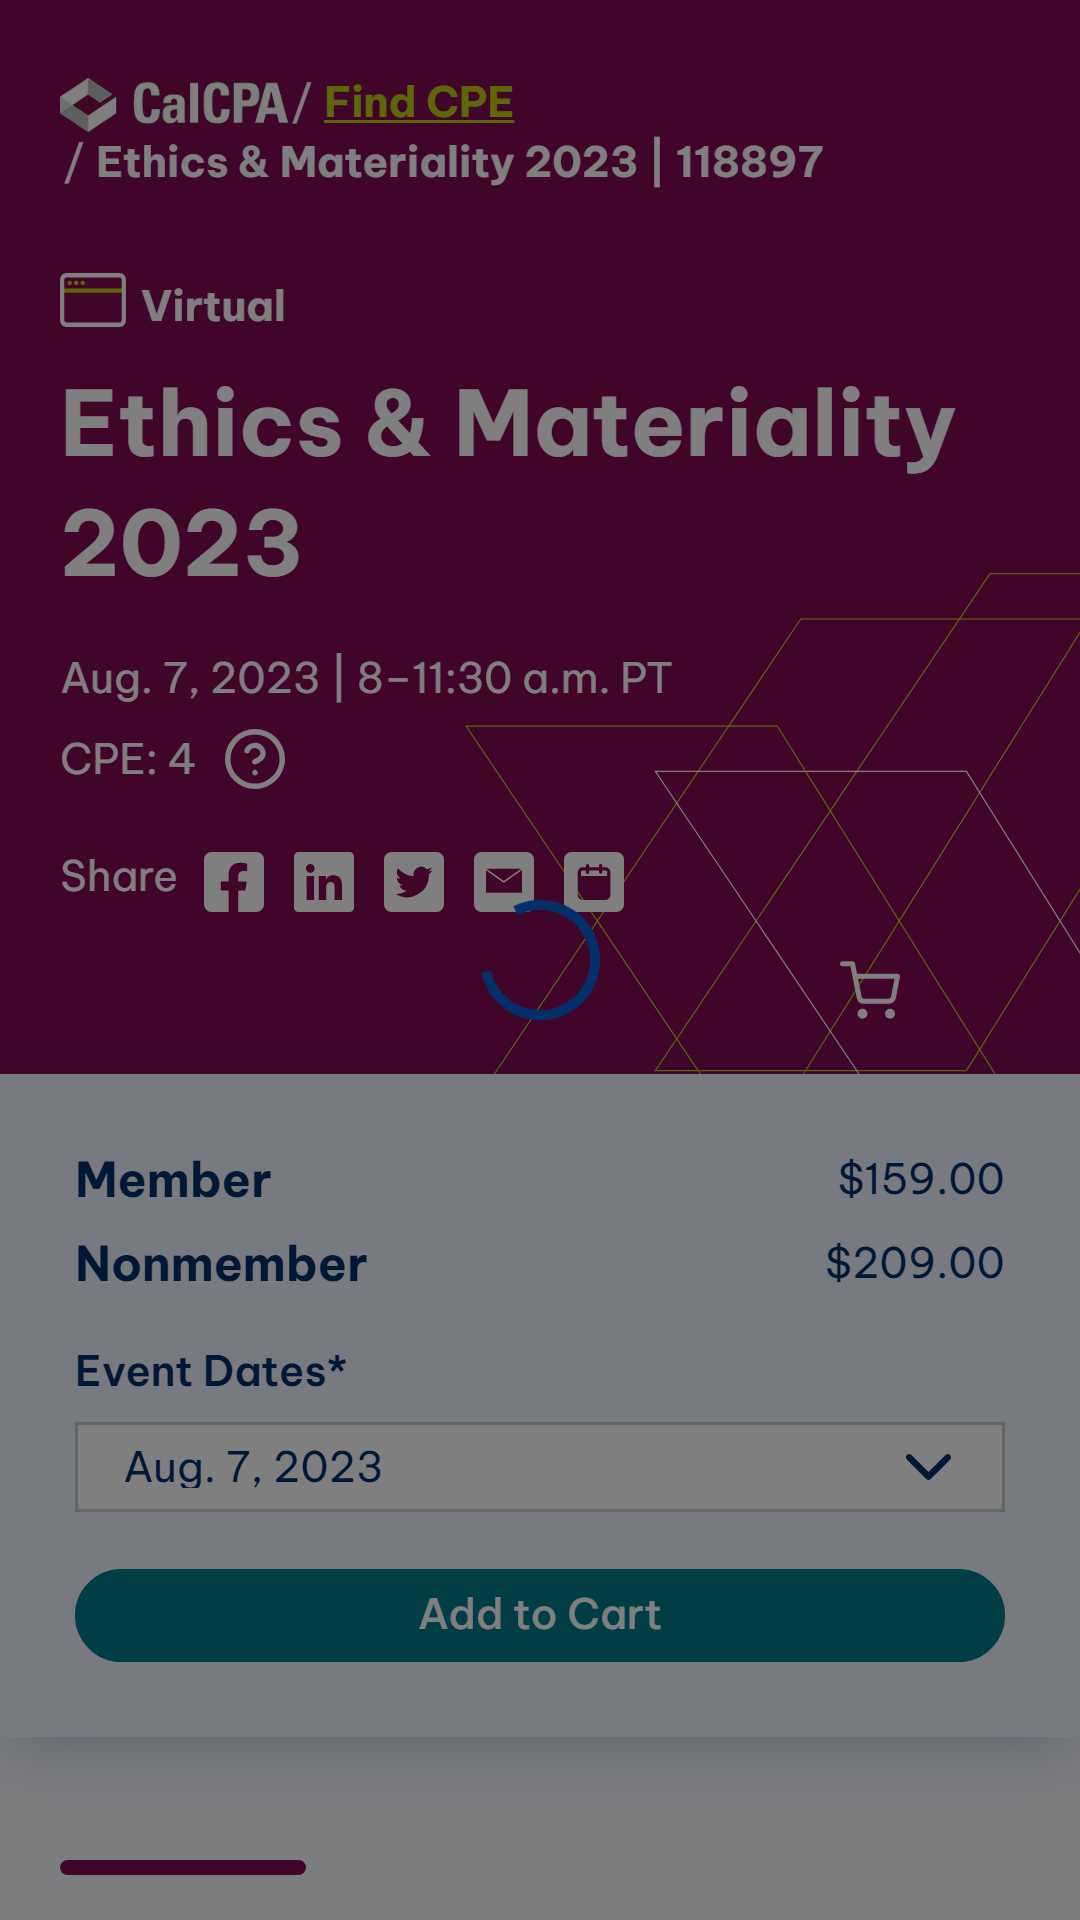 CalCPA / Find CPE
/ Ethics & Materiality 2023 | 118897
Virtual
Ethics & Materiality
2023
Aug. 7, 2023 | 8–11:30 a.m. PT
CPE: 4 ?
Share
Member $159.00
Nonmember $209.00
Event Dates*
Aug. 7, 2023
Add to Cart